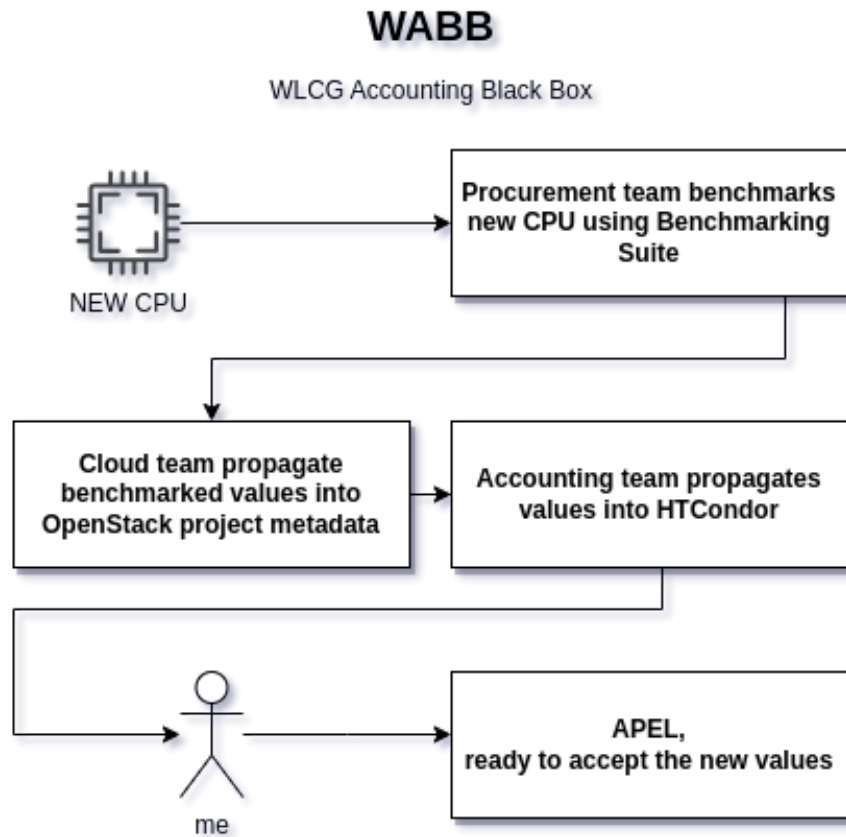 WABB
WLCG Accounting Black Box
NEW CPU
Procurement team benchmarks
new CPU using Benchmarking
Suite
Cloud team propagate
benchmarked values into
OpenStack project metadata
Accounting team propagates
values into HTCondor
me
APEL,
ready to accept the new values